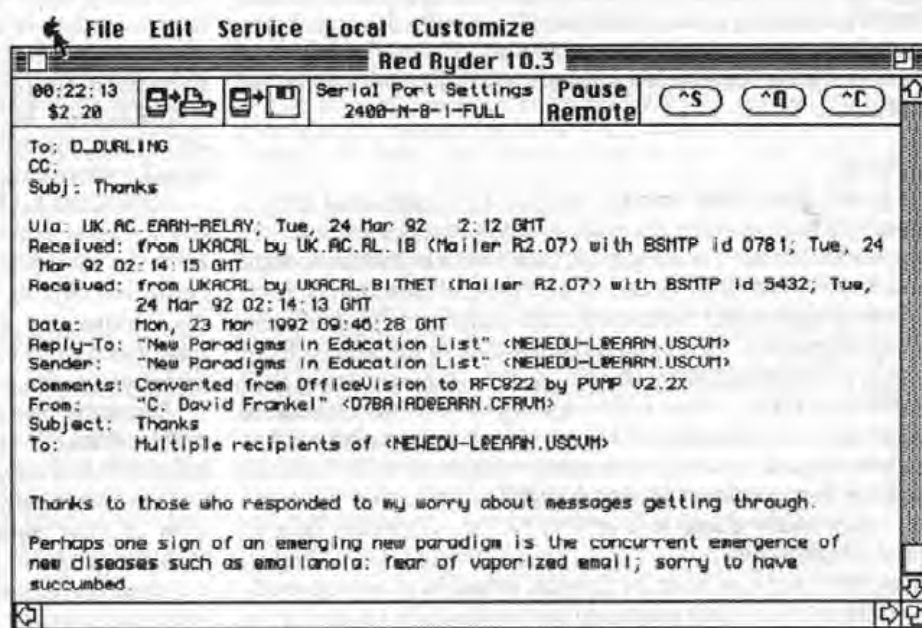 File Edit Service Local Customize
Red Ryder 10.3
00:22:13
$2.20
Serial Port Settings
2400-N-8-1-FULL
Pause
Remote
^S ^Q ^C
To: D_DURLING
CC:
Subj: Thanks
Via: UK.AC.EARN-RELAY; Tue, 24 Mar 92 2:12 GMT
Received: from UKACRL by UK.AC.RL.IB (Mailer R2.07) with BSMTP id 0781; Tue, 24
Mar 92 02:14:15 GMT
Received: from UKACRL by UKACRL.BITNET (Mailer R2.07) with BSMTP id 5432; Tue,
24 Mar 92 02:14:13 GMT
Date: Mon, 23 Mar 1992 09:46:28 GMT
Reply-To: "New Paradigms in Education List" <NEWEDU-L@EARN.USCVM>
Sender: "New Paradigms in Education List" <NEWEDU-L@EARN.USCVM>
Comments: Converted from OfficeVision to RFC822 by PUMP V2.2X
From: "C. David Frankel" <D7BAIAD@EARN.CFRVM>
Subject: Thanks
To: Multiple recipients of <NEWEDU-L@EARN.USCVM>
Thanks to those who responded to my worry about messages getting through.
Perhaps one sign of an emerging new paradigm is the concurrent emergence of
new diseases such as emailanoia: fear of vaporized email; sorry to have
succumbed.